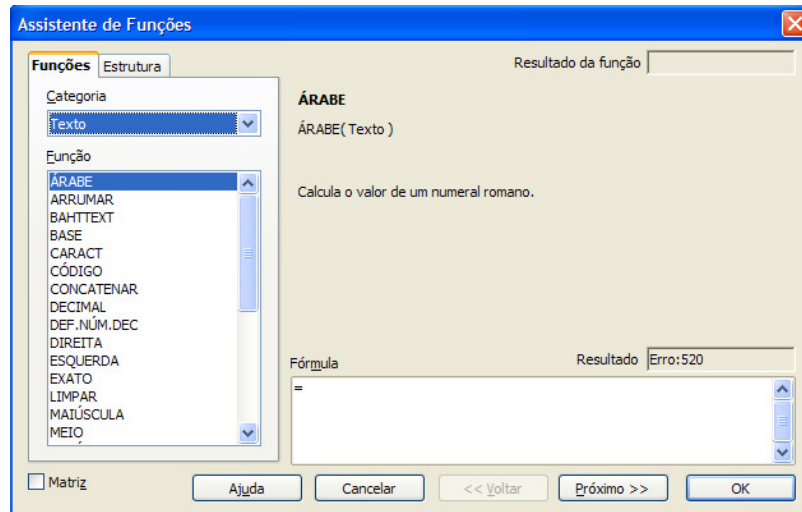 Assistente de Funções
Funções Estrutura
Resultado da função
Categoria
Texto
Função
ÁRABE
ARRUMAR
BAHTTEXT
BASE
CARACT
CÓDIGO
CONCATENAR
DECIMAL
DEF.NÚM.DEC
DIREITA
ESQUERDA
EXATO
LIMPAR
MAIÚSCULA
MEIO
ÁRABE
ÁRABE( Texto )
Calcula o valor de um numeral romano.
Fórmula
Resultado Erro:520
=
Matriz
Ajuda
Cancelar
<< Voltar
Próximo >>
OK